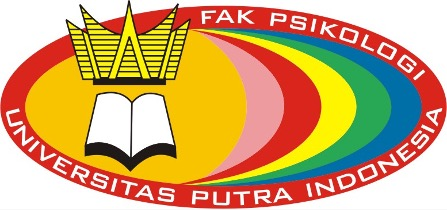 FAK PSIKOLOGI
UNIVERSITAS PUTRA INDONESIA